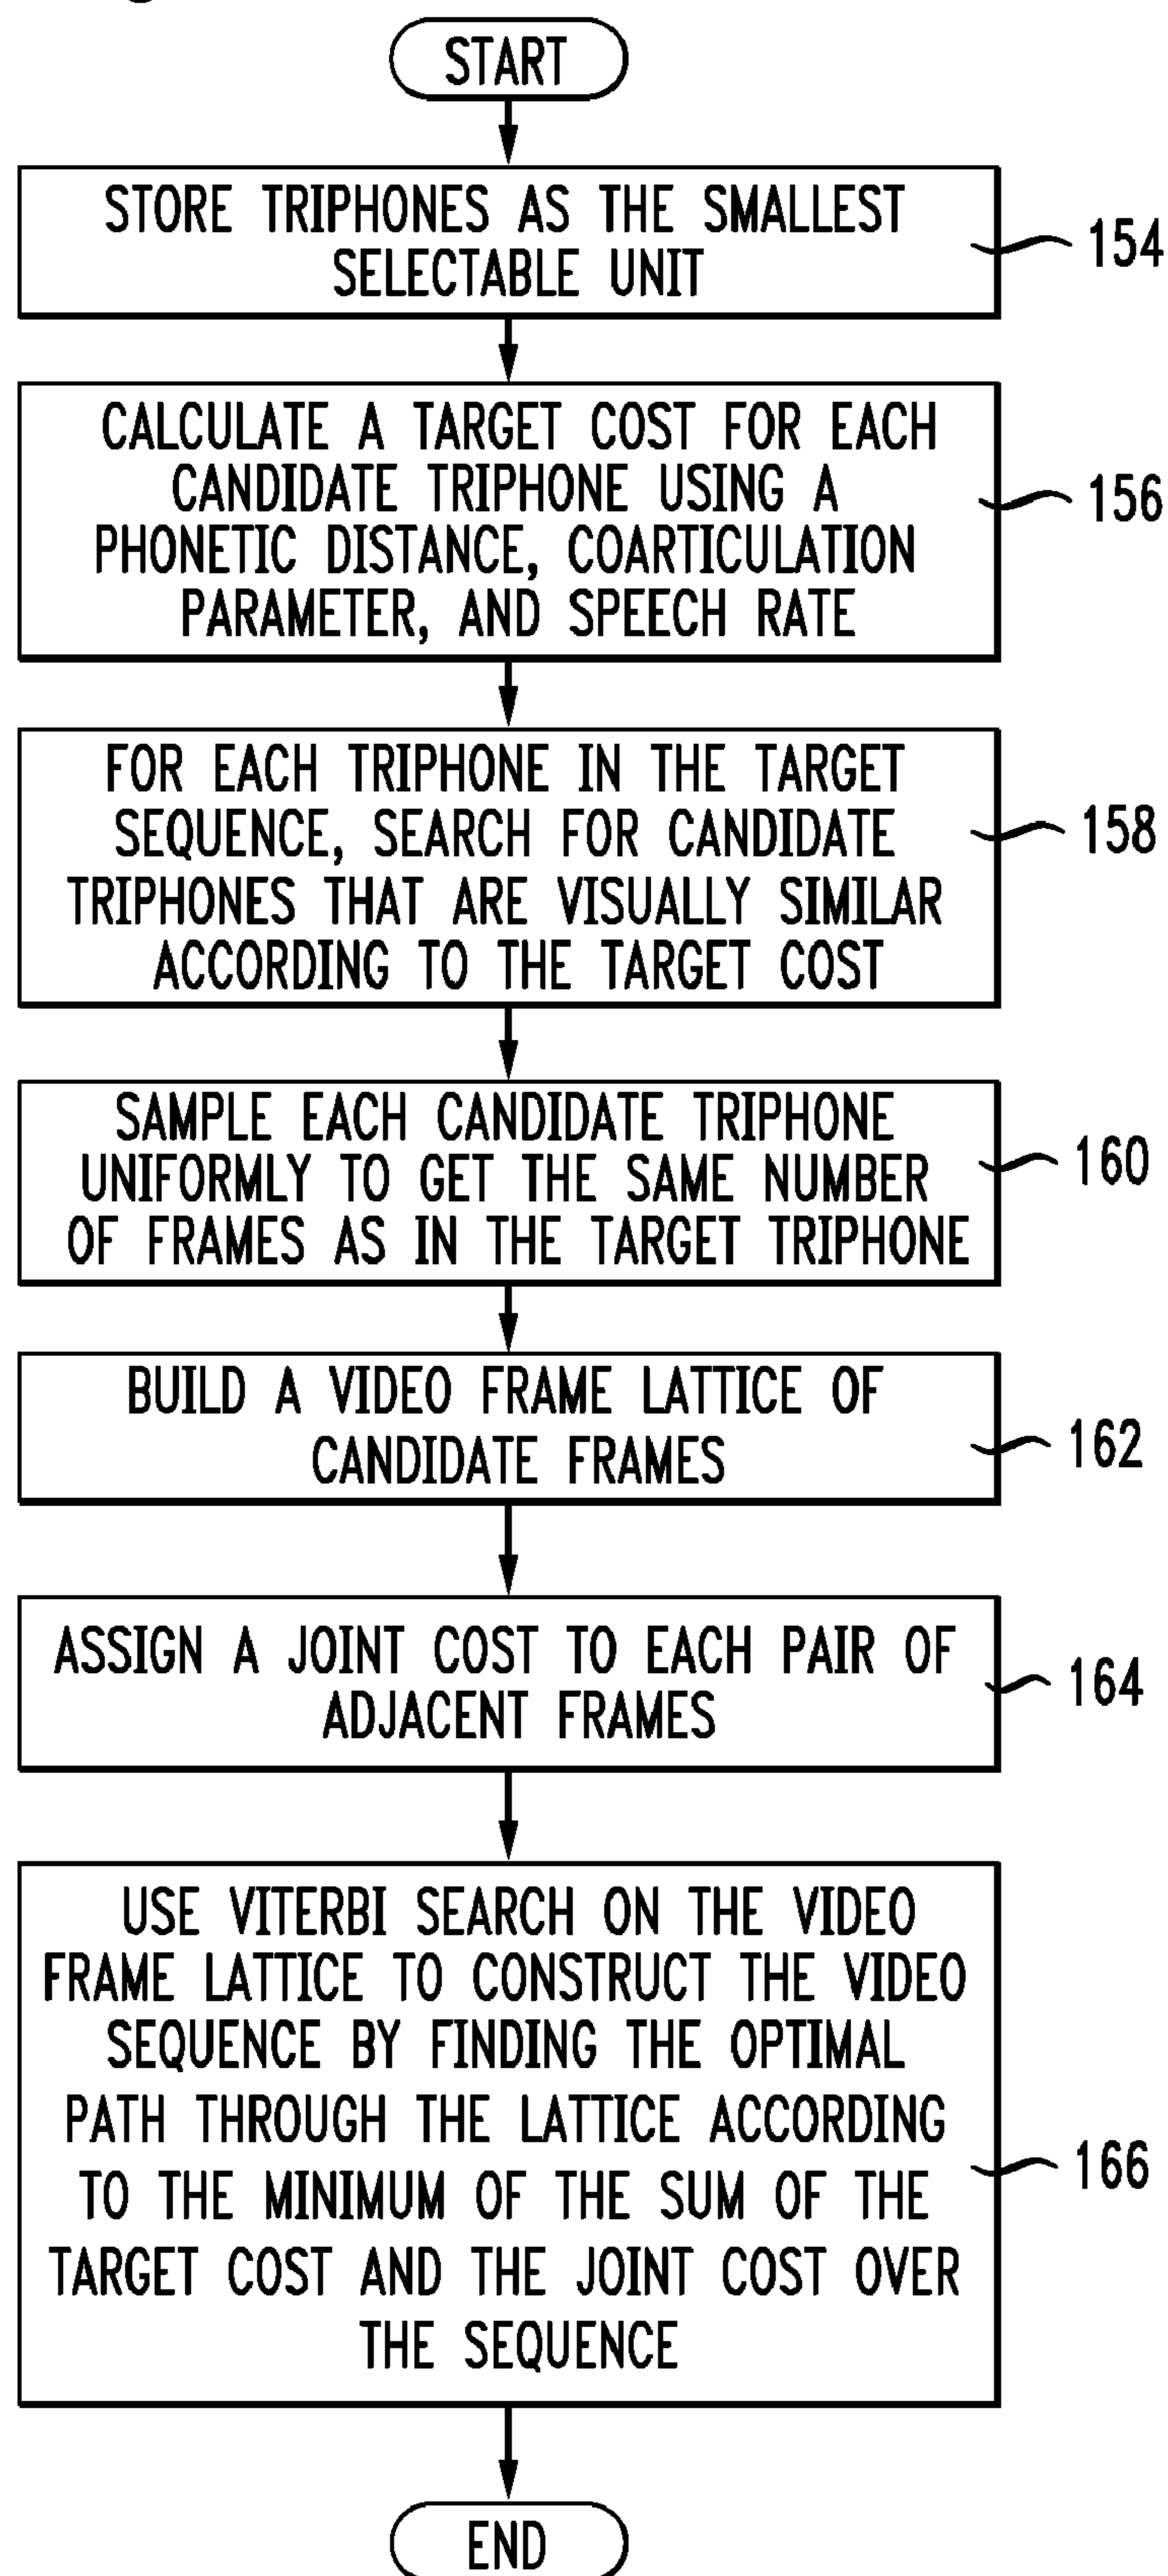 START
STORE TRIPHONES AS THE SMALLEST
SELECTABLE UNIT
154
CALCULATE A TARGET COST FOR EACH
CANDIDATE TRIPHONE USING A
PHONETIC DISTANCE, COARTICULATION
PARAMETER, AND SPEECH RATE
156
FOR EACH TRIPHONE IN THE TARGET
SEQUENCE, SEARCH FOR CANDIDATE
TRIPHONES THAT ARE VISUALLY SIMILAR
ACCORDING TO THE TARGET COST
158
SAMPLE EACH CANDIDATE TRIPHONE
UNIFORMLY TO GET THE SAME NUMBER
OF FRAMES AS IN THE TARGET TRIPHONE
160
BUILD A VIDEO FRAME LATTICE OF
CANDIDATE FRAMES
162
ASSIGN A JOINT COST TO EACH PAIR OF
ADJACENT FRAMES
164
USE VITERBI SEARCH ON THE VIDEO
FRAME LATTICE TO CONSTRUCT THE VIDEO
SEQUENCE BY FINDING THE OPTIMAL
PATH THROUGH THE LATTICE ACCORDING
TO THE MINIMUM OF THE SUM OF THE
TARGET COST AND THE JOINT COST OVER
THE SEQUENCE
166
END